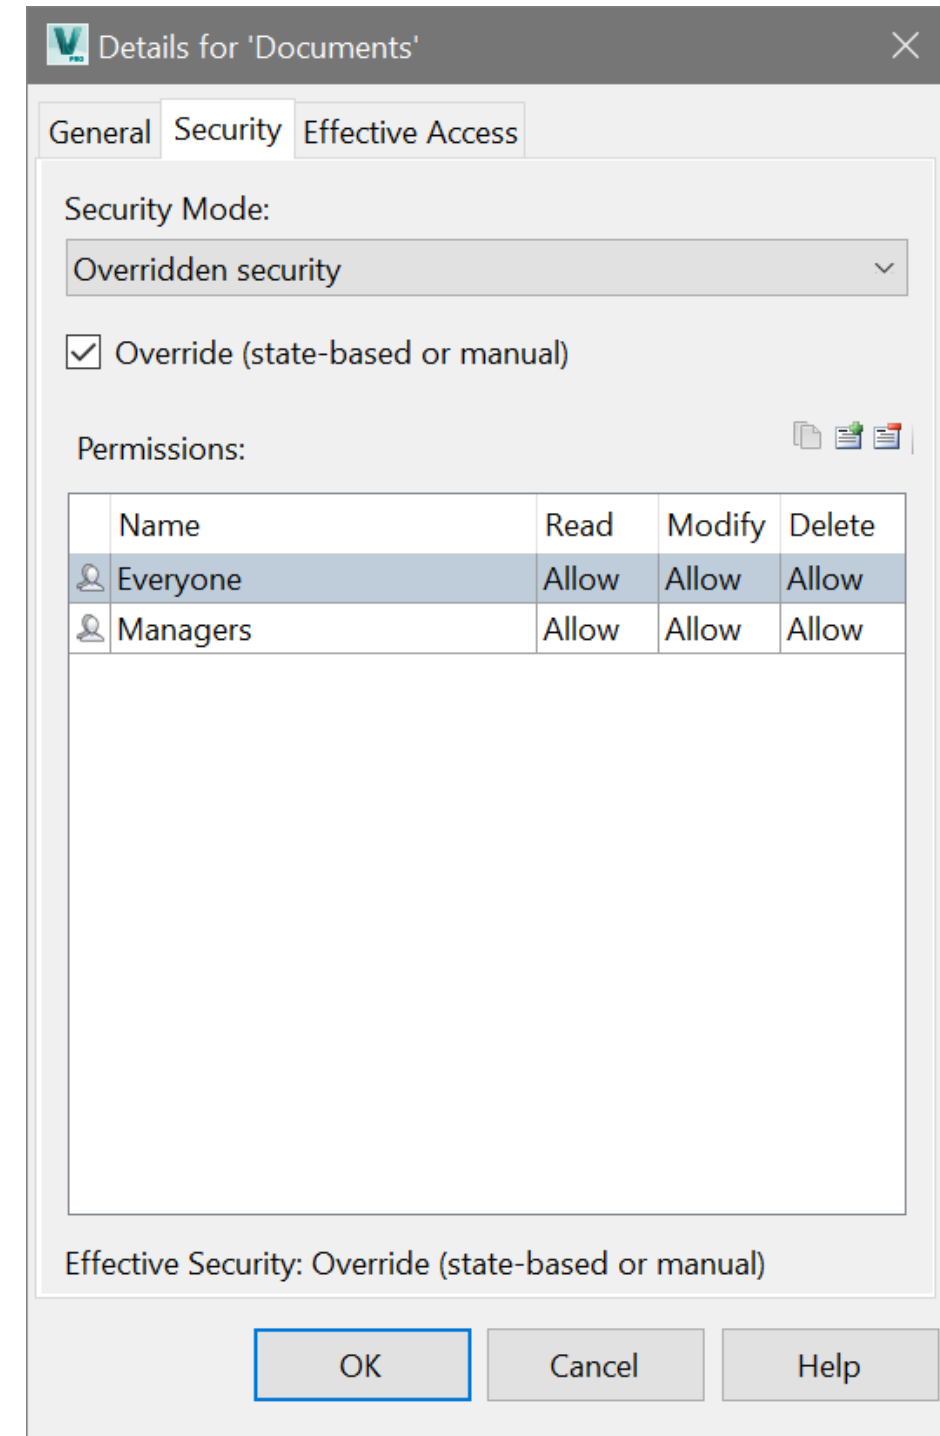 Details for 'Documents'
General Security Effective Access
Security Mode:
Overridden security
Override (state-based or manual)
Permissions:
Name Read Modify Delete
Everyone Allow Allow Allow
Managers Allow Allow Allow
Effective Security: Override (state-based or manual)
OK Cancel Help